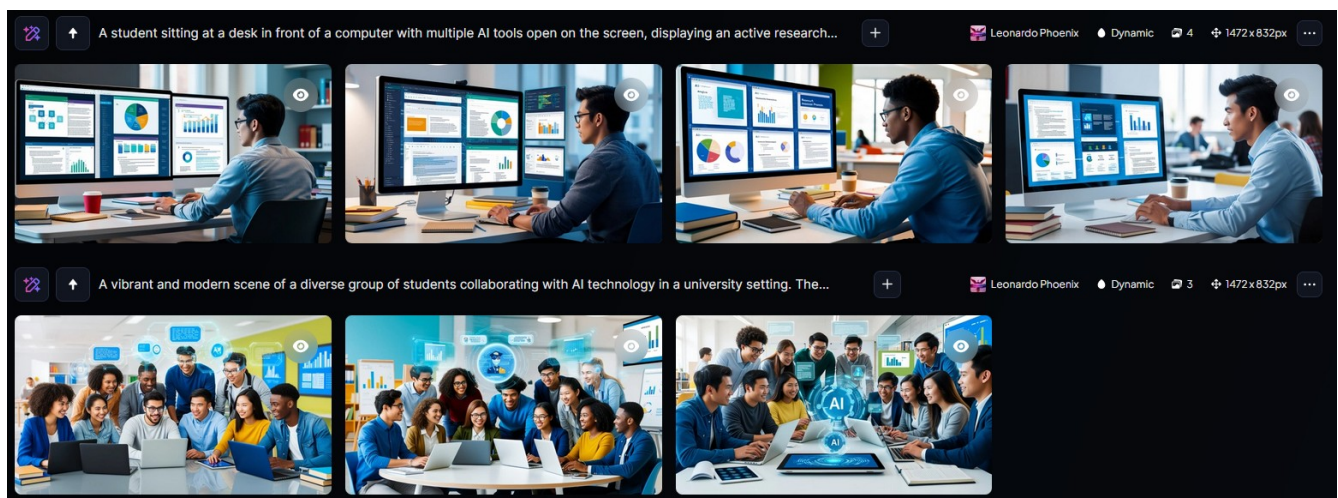 A student sitting at a desk in front of a computer with multiple AI tools open on the screen, displaying an active research...
Leonardo Phoenix
Dynamic
4
1472 x 832px
A vibrant and modern scene of a diverse group of students collaborating with AI technology in a university setting. The...
Leonardo Phoenix
Dynamic
3
1472 x 832px
AI
AI